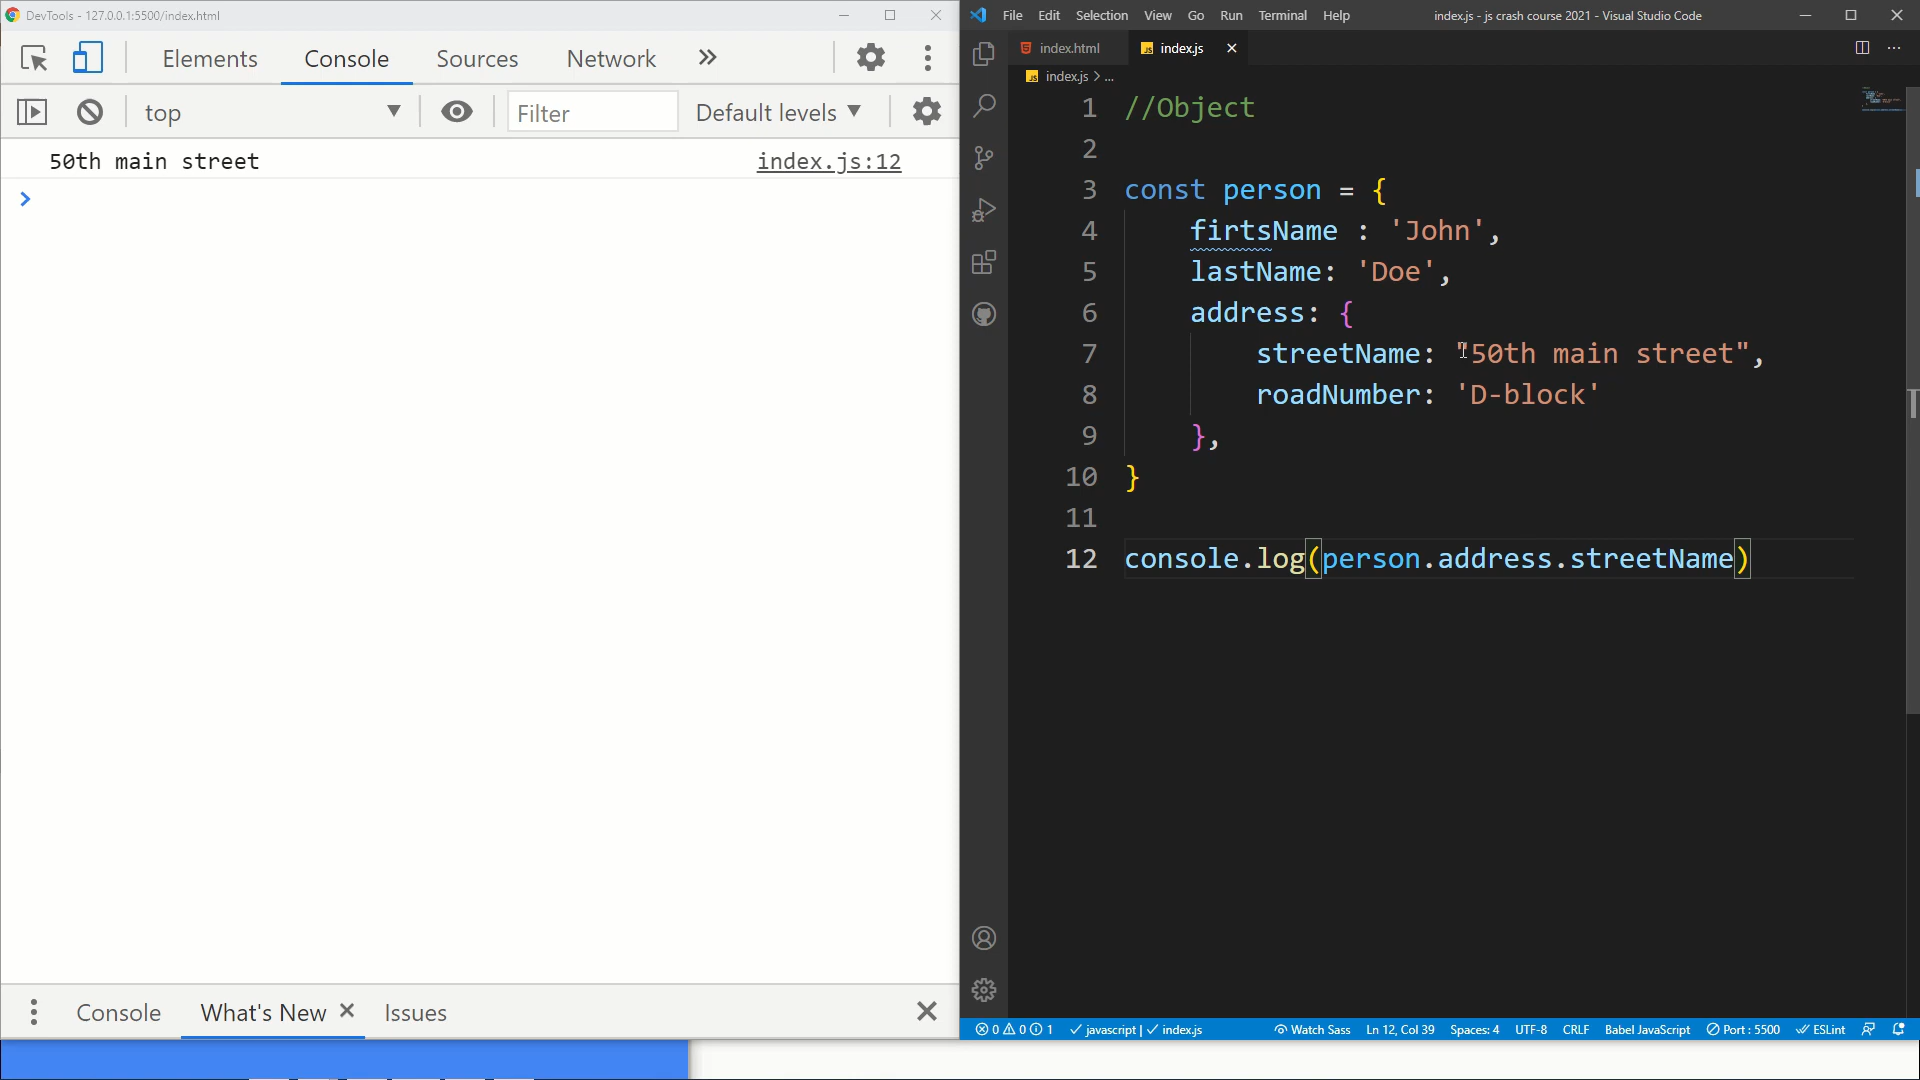 DevTools - 127.0.0.1:5500/index.html
Elements Console Sources Network
top Filter Default levels
50th main street index.js:12
Console What's New Issues
File Edit Selection View Go Run Terminal Help index.js - js crash course 2021 - Visual Studio Code
index.html index.js
index.js > ...
1 //Object
2
3 const person = {
4 firtsName : 'John',
5 lastName: 'Doe',
6 address: {
7 streetName: "50th main street",
8 roadNumber: 'D-block'
9 },
10 }
11
12 console.log(person.address.streetName)
0 0 1 javascript | index.js Watch Sass Ln 12, Col 39 Spaces: 4 UTF-8 CRLF Babel JavaScript Port : 5500 ESLint